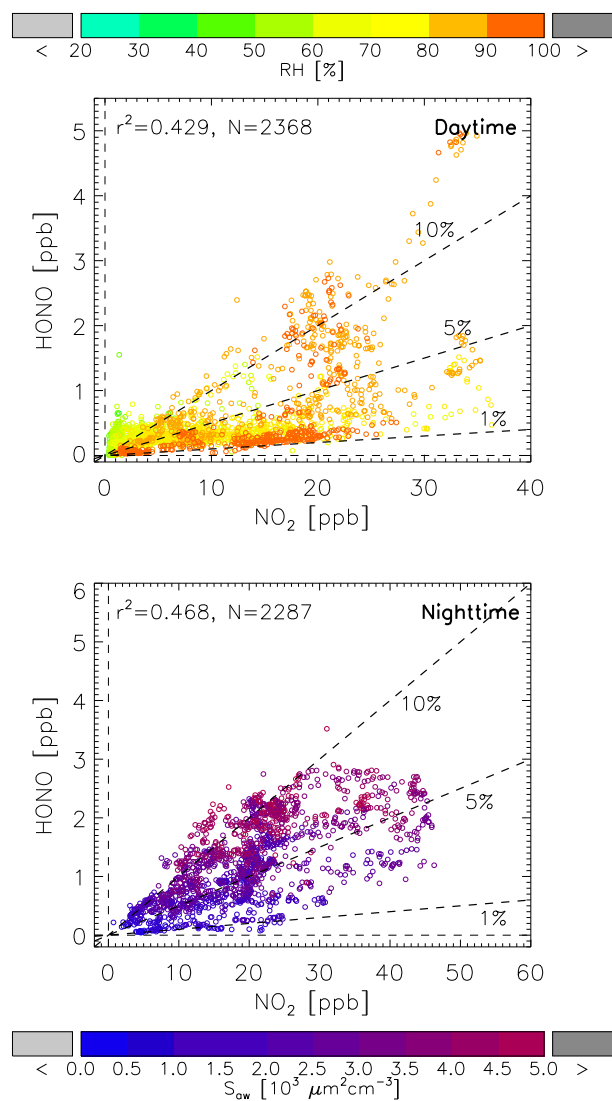 < 20 30 40 50 60 70 80 90 100 >
RH [%]
r²=0.429, N=2368 Daytime
5
4
3
2
1
0
HONO [ppb]
10%
5%
1%
0 10 20 30 40
NO₂ [ppb]
r²=0.468, N=2287 Nighttime
6
5
4
3
2
1
0
HONO [ppb]
10%
5%
1%
0 10 20 30 40 50 60
NO₂ [ppb]
< 0.0 0.5 1.0 1.5 2.0 2.5 3.0 3.5 4.0 4.5 5.0 >
Sₐw [10³ μm²cm⁻³]